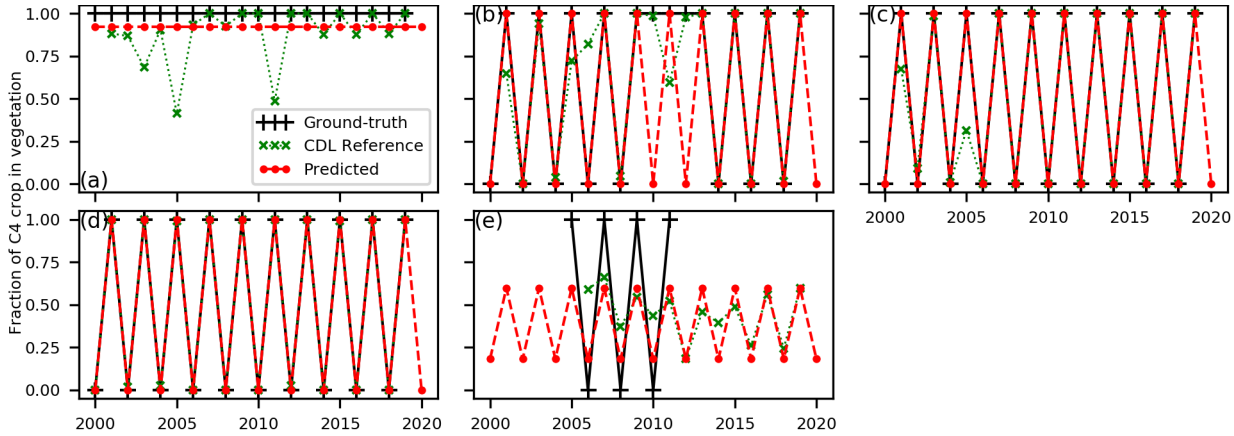 1.00
0.75
0.50
0.25
0.00
(a)
Ground-truth
CDL Reference
Predicted
(b)
(c)
2000 2005 2010 2015 2020
Fraction of C4 crop in vegetation
1.00
0.75
0.50
0.25
0.00
(d)
2000 2005 2010 2015 2020
(e)
2000 2005 2010 2015 2020